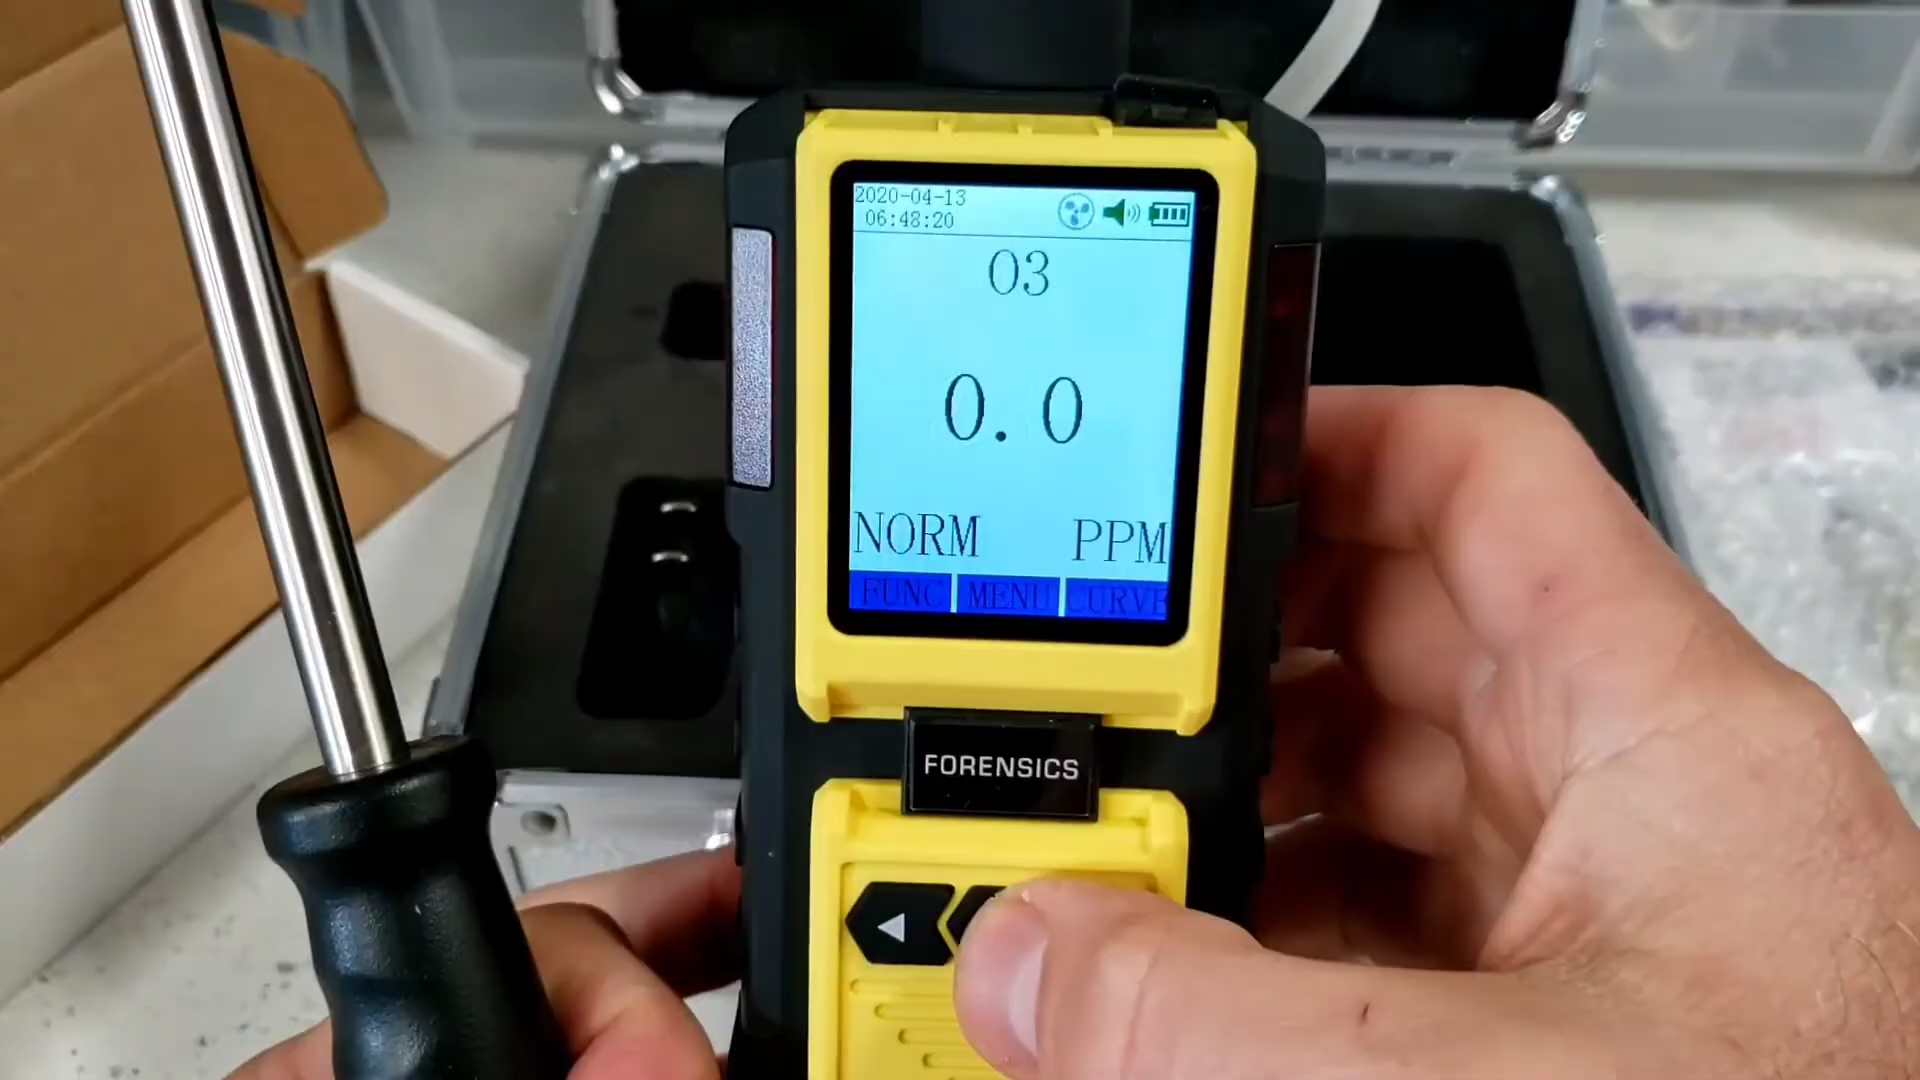 2020-04-13
06:48:20
O3
0.0
NORM PPM
FUNC MENU CURVE
FORENSICS